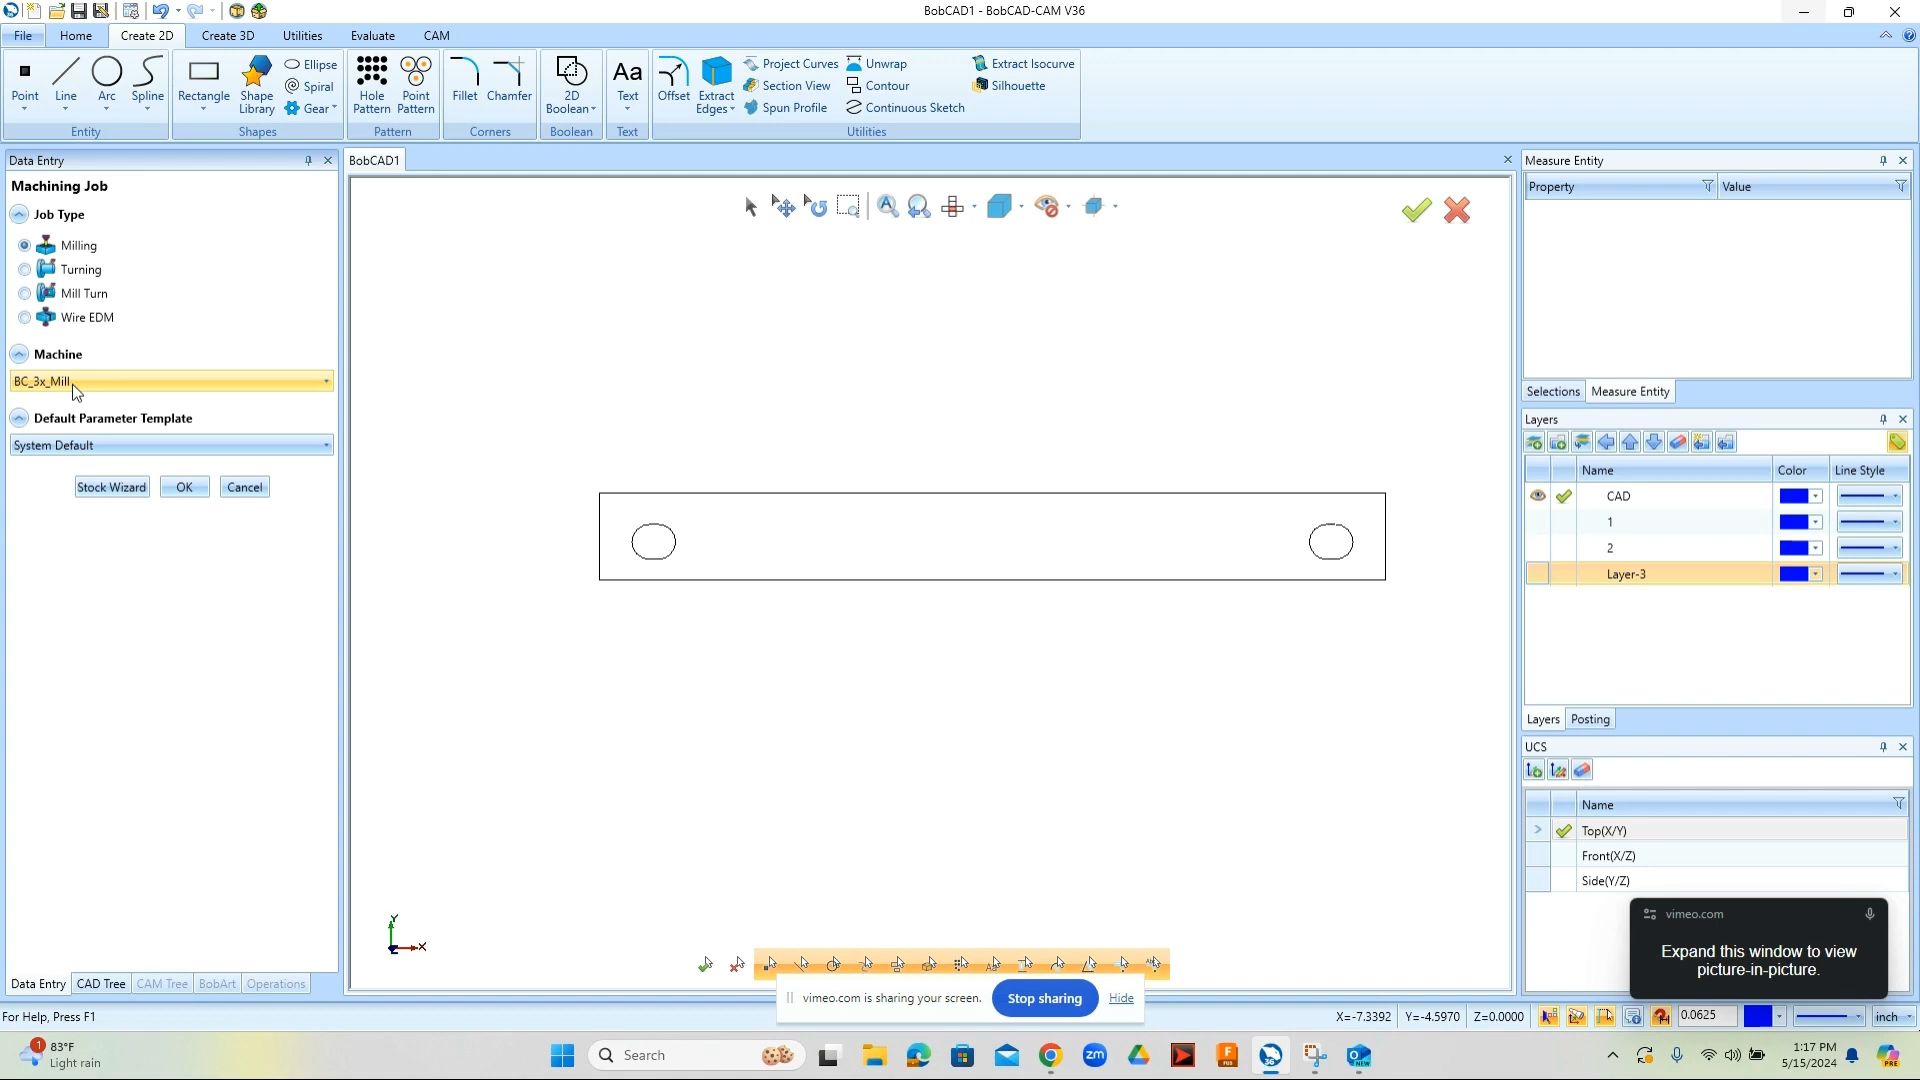 BobCAD1 - BobCAD-CAM V36
File Home Create 2D Create 3D Utilities Evaluate CAM
Point Line Arc Spline
Entity
Rectangle Shape Library Ellipse Spiral Gear
Shapes
Hole Pattern Point Pattern
Pattern
Fillet Chamfer
Corners
2D Boolean
Boolean
Aa
Text
Text
Offset Extract Edges Project Curves Section View Spun Profile Unwrap Contour Continuous Sketch Extract Isocurve Silhouette
Utilities
Data Entry
Machining Job
Job Type
Milling
Turning
Mill Turn
Wire EDM
Machine
BC_3x_Mill
Default Parameter Template
System Default
Stock Wizard OK Cancel
Data Entry CAD Tree CAM Tree BobArt Operations
BobCAD1
Y
X
Z
Measure Entity
Property Value
Selections Measure Entity
Layers
Name Color Line Style
CAD
1
2
Layer-3
Layers Posting
UCS
Name
Top(X/Y)
Front(X/Z)
Side(Y/Z)
vimeo.com
Expand this window to view
picture-in-picture.
vimeo.com is sharing your screen. Stop sharing Hide
For Help, Press F1
X=-7.3392 Y=-4.5970 Z=0.0000 0.0625 inch
1 83°F
Light rain
Search
zm
FUS
36
NEW
1:17 PM
5/15/2024
PRE